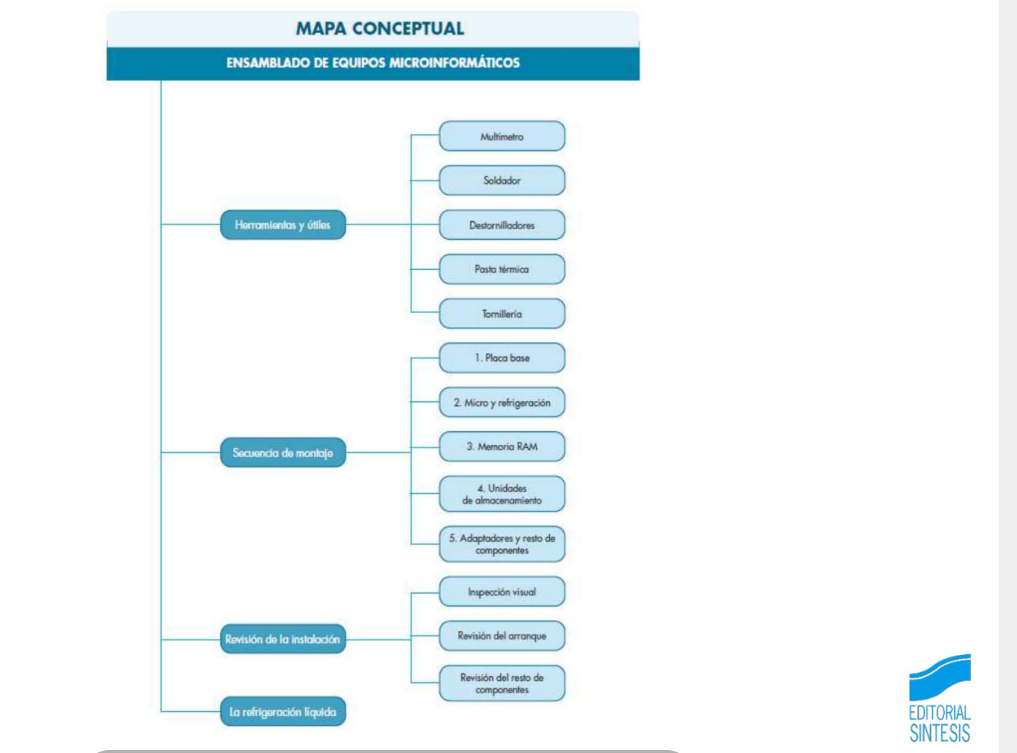 MAPA CONCEPTUAL
ENSAMBLADO DE EQUIPOS MICROINFORMÁTICOS
Herramientas y útiles
Multímetro
Soldador
Destornilladores
Pasta térmica
Tornillería
Secuencia de montaje
1. Placa base
2. Micro y refrigeración
3. Memoria RAM
4. Unidades
de almacenamiento
5. Adaptadores y resto de
componentes
Revisión de la instalación
Inspección visual
Revisión del arranque
Revisión del resto de
componentes
La refrigeración líquida
EDITORIAL
SINTESIS